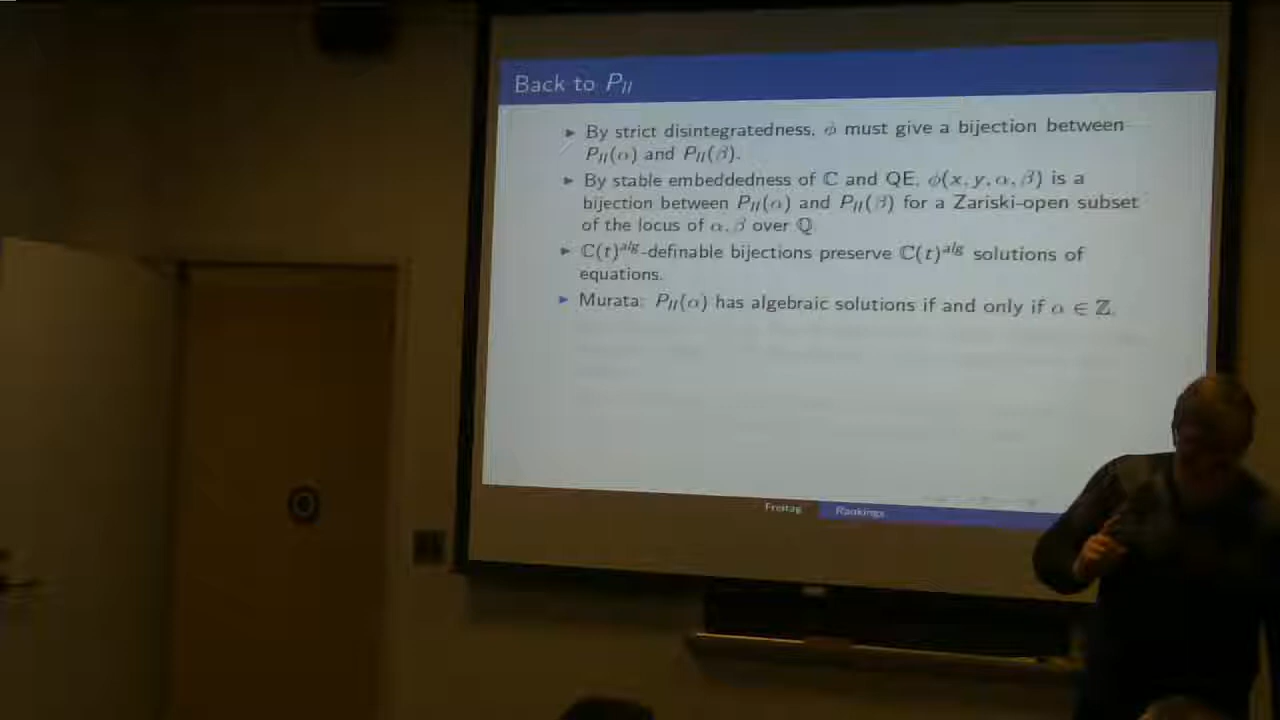 Back to P_II
▶ By strict disintegratedness, ϕ must give a bijection between
P_II(α) and P_II(β).
▶ By stable embeddedness of ℂ and QE, ϕ(x, y, α, β) is a
bijection between P_II(α) and P_II(β) for a Zariski-open subset
of the locus of α, β over ℚ
▶ ℂ(t)^alg-definable bijections preserve ℂ(t)^alg solutions of
equations.
▶ Murata: P_II(α) has algebraic solutions if and only if α ∈ ℤ.
Freitag Rankings